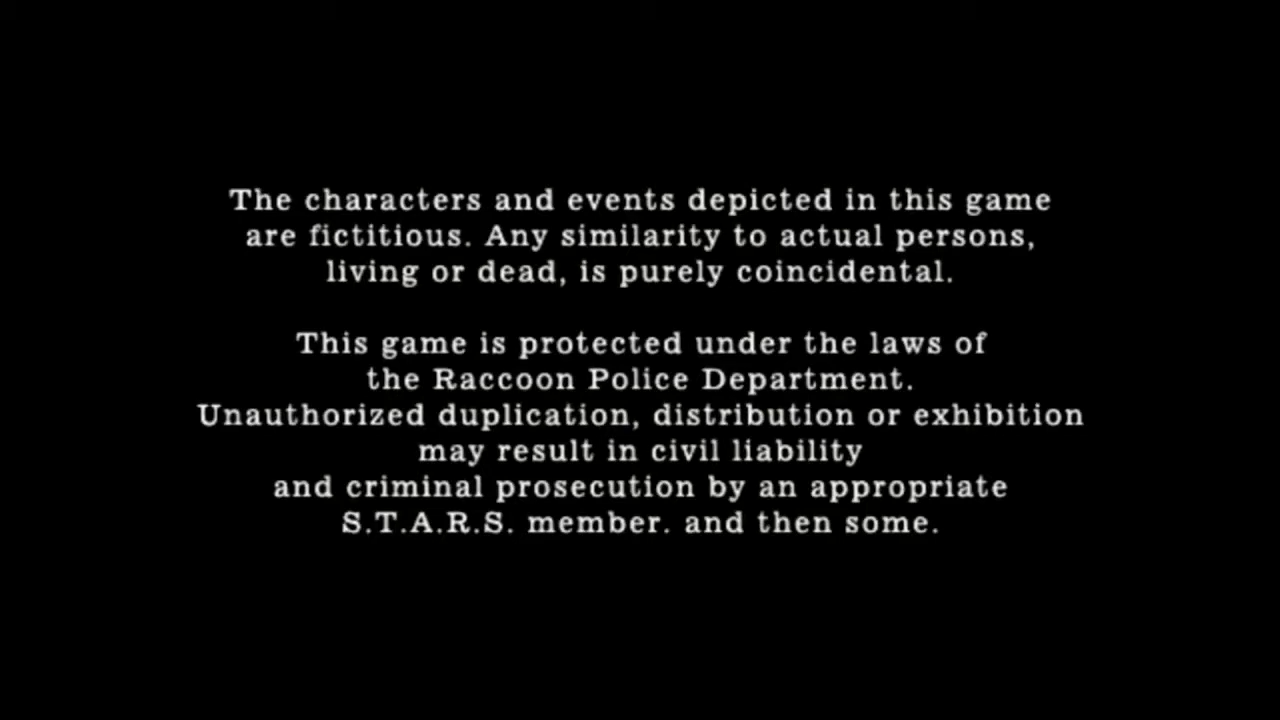 The characters and events depicted in this game
are fictitious. Any similarity to actual persons,
living or dead, is purely coincidental.
This game is protected under the laws of
the Raccoon Police Department.
Unauthorized duplication, distribution or exhibition
may result in civil liability
and criminal prosecution by an appropriate
S.T.A.R.S. member. and then some.